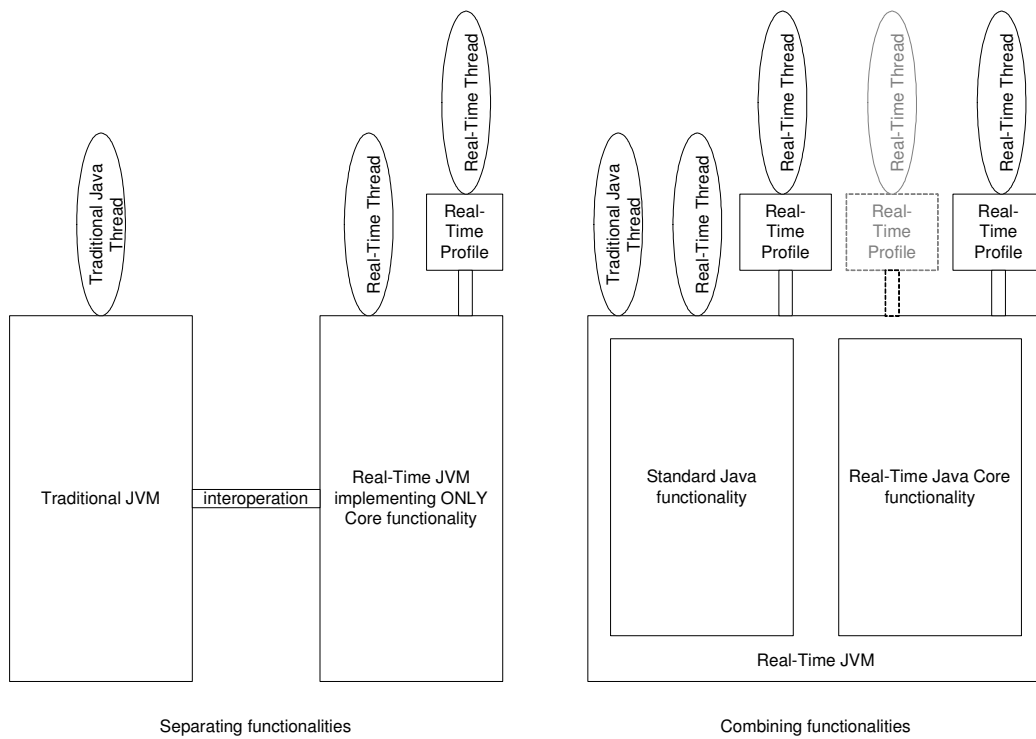 Real-Time Thread
Real-Time Thread
Real-Time Thread
Real-Time Thread
Traditional Java
Thread
Real-Time Thread
Real-
Time
Profile
Traditional Java
Thread
Real-Time Thread
Real-
Time
Profile
Real-
Time
Profile
Real-
Time
Profile
Traditional JVM
interoperation
Real-Time JVM
implementing ONLY
Core functionality
Standard Java
functionality
Real-Time Java Core
functionality
Real-Time JVM
Separating functionalities
Combining functionalities